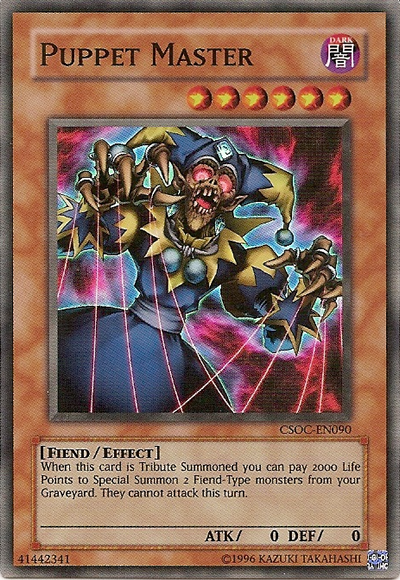 PUPPET MASTER
DARK
闇
CSOC-EN090
[FIEND / EFFECT]
When this card is Tribute Summoned you can pay 2000 Life
Points to Special Summon 2 Fiend-Type monsters from your
Graveyard. They cannot attack this turn.
ATK/ 0 DEF/ 0
41442341
©1996 KAZUKI TAKAHASHI